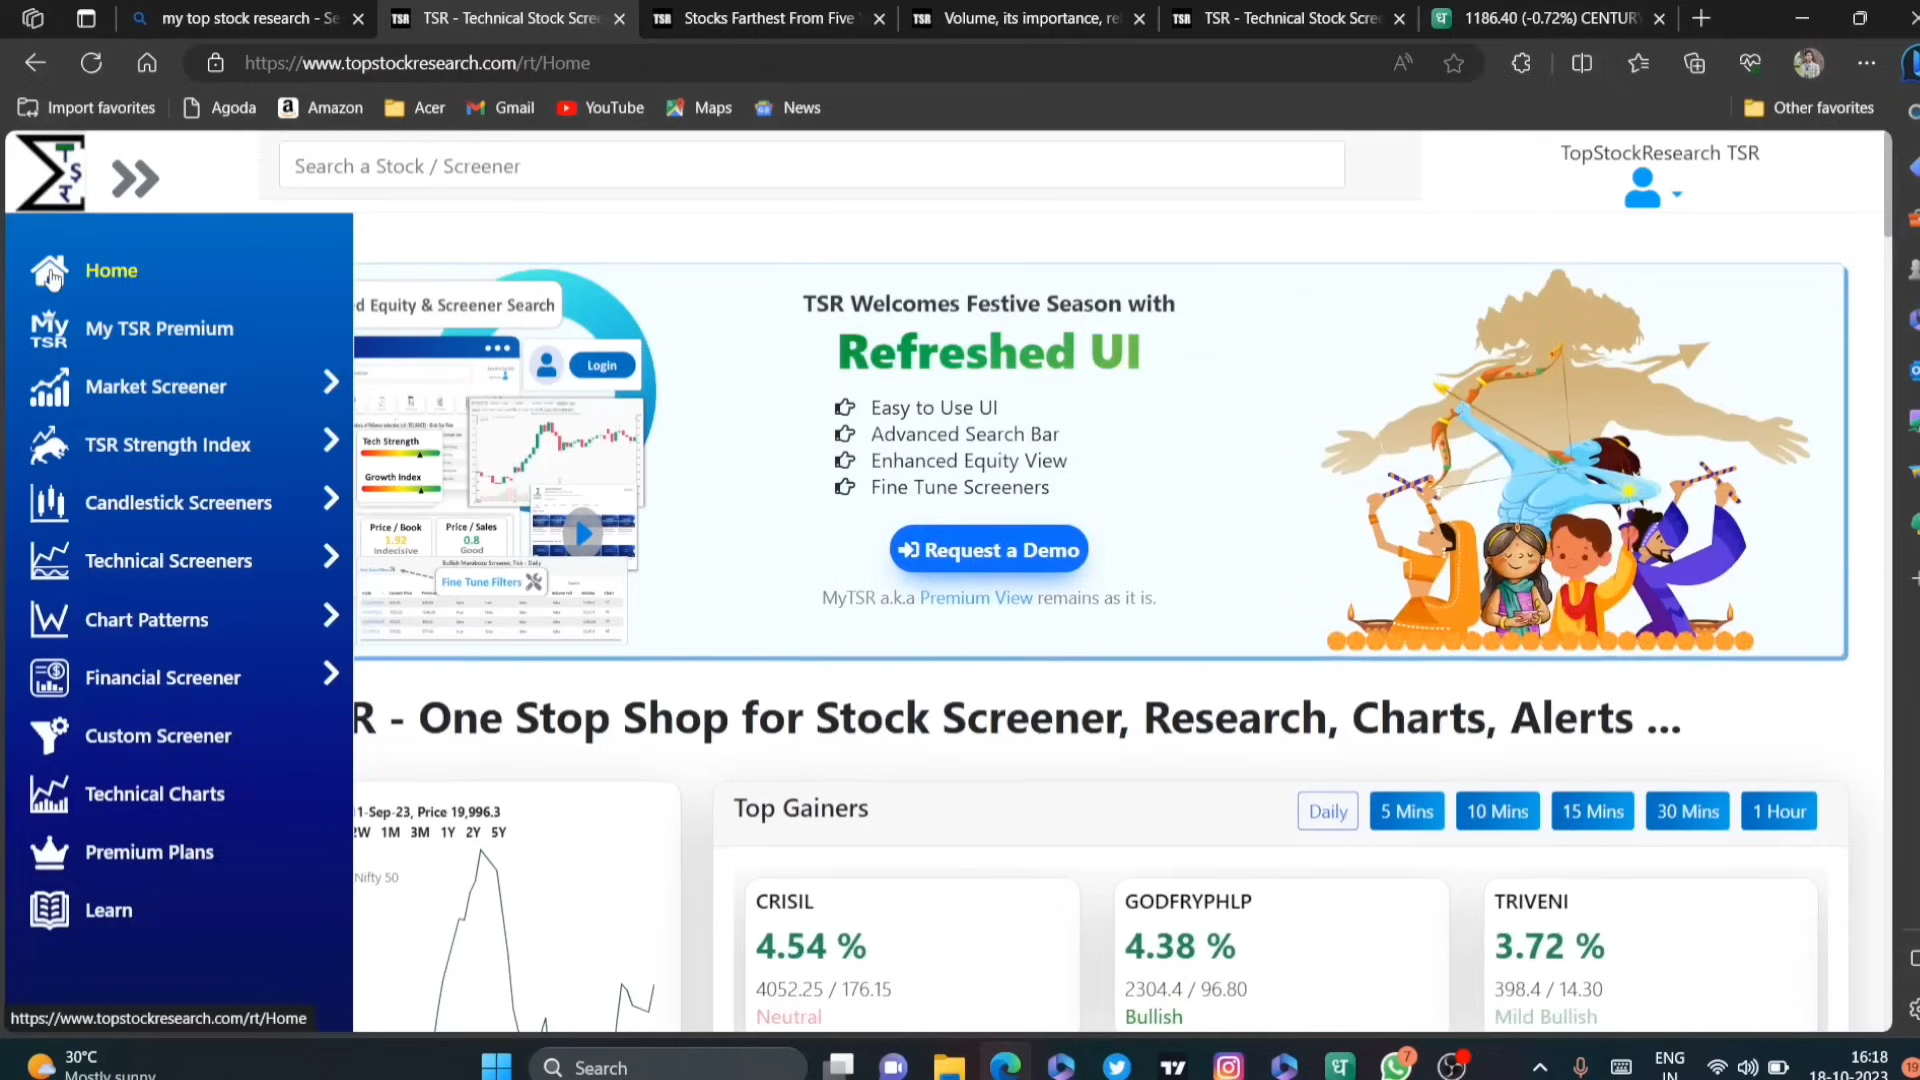 my top stock research - Se
TSR - Technical Stock Scree
Stocks Farthest From Five
Volume, its importance, re
TSR - Technical Stock Scree
1186.40 (-0.72%) CENTURY
https://www.topstockresearch.com/rt/Home
Import favorites
Agoda
Amazon
Acer
Gmail
YouTube
Maps
News
Other favorites
Search a Stock / Screener
TopStockResearch TSR
Home
My TSR Premium
Market Screener
TSR Strength Index
Candlestick Screeners
Technical Screeners
Chart Patterns
Financial Screener
Custom Screener
Technical Charts
Premium Plans
Learn
d Equity & Screener Search
Login
Tech Strength
Growth Index
Price / Book
1.92
Indecisive
Price / Sales
0.8
Good
Fine Tune Filters
TSR Welcomes Festive Season with
Refreshed UI
Easy to Use UI
Advanced Search Bar
Enhanced Equity View
Fine Tune Screeners
Request a Demo
MyTSR a.k.a Premium View remains as it is.
R - One Stop Shop for Stock Screener, Research, Charts, Alerts ...
1-Sep-23, Price 19,996.3
2W 1M 3M 1Y 2Y 5Y
Nifty 50
Top Gainers
Daily
5 Mins
10 Mins
15 Mins
30 Mins
1 Hour
CRISIL
4.54 %
4052.25 / 176.15
Neutral
GODFRYPHLP
4.38 %
2304.4 / 96.80
Bullish
TRIVENI
3.72 %
398.4 / 14.30
Mild Bullish
https://www.topstockresearch.com/rt/Home
30°C
Mostly sunny
Search
7
ENG
IN
16:18
18-10-2023